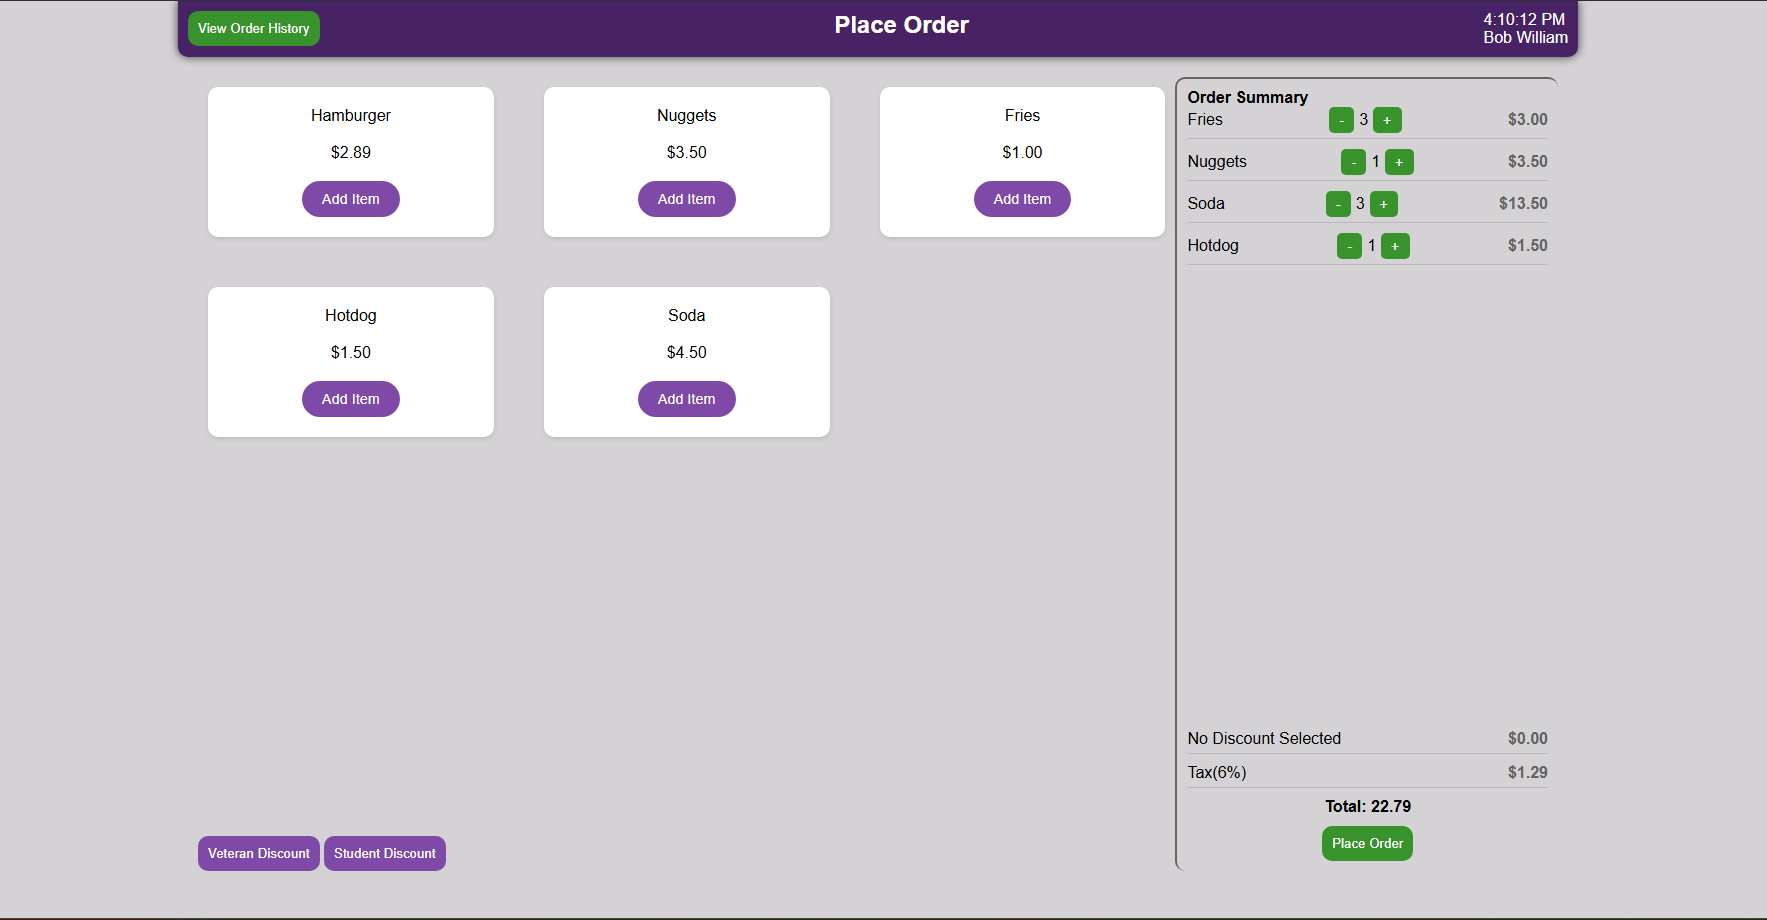 View Order History
Place Order
4:10:12 PM
Bob William
Hamburger
$2.89
Add Item
Nuggets
$3.50
Add Item
Fries
$1.00
Add Item
Hotdog
$1.50
Add Item
Soda
$4.50
Add Item
Veteran Discount Student Discount
Order Summary
Fries - 3 + $3.00
Nuggets - 1 + $3.50
Soda - 3 + $13.50
Hotdog - 1 + $1.50
No Discount Selected $0.00
Tax(6%) $1.29
Total: 22.79
Place Order